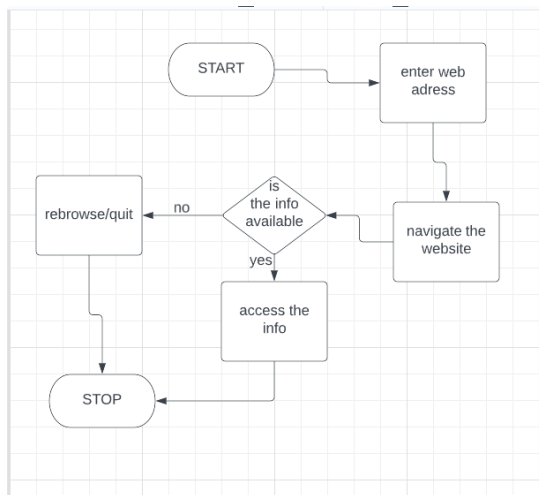 START
enter web
adress
navigate the
website
is
the info
available
no
rebrowse/quit
yes
access the
info
STOP